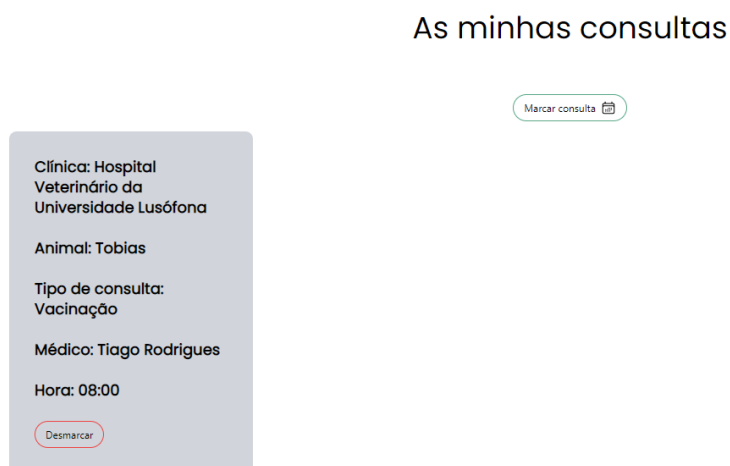 As minhas consultas
Marcar consulta
Clínica: Hospital
Veterinário da
Universidade Lusófona
Animal: Tobias
Tipo de consulta:
Vacinação
Médico: Tiago Rodrigues
Hora: 08:00
Desmarcar